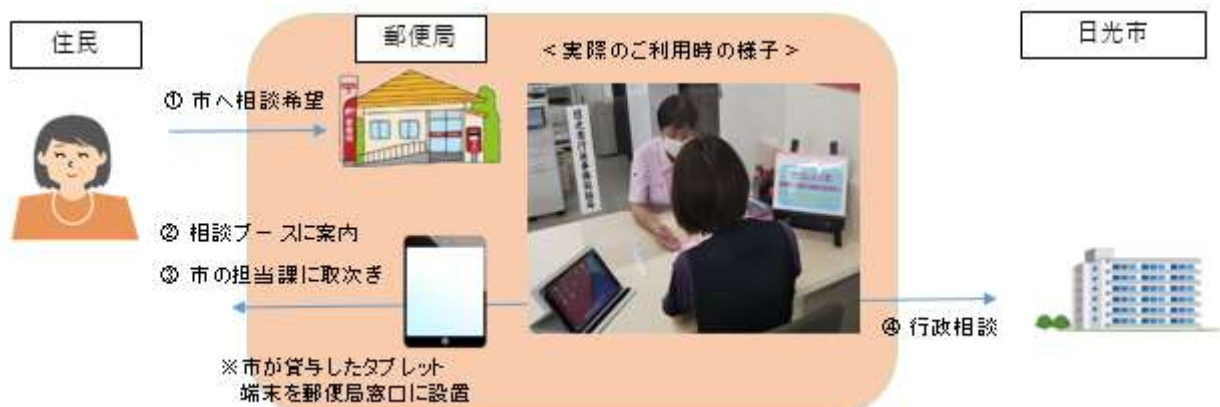 住民
郵便局
<実際のご利用時の様子>
日光市
① 市へ相談希望
② 相談ブースに案内
③ 市の担当課に取次ぎ
④ 行政相談
※市が貸与したタブレット
端末を郵便局窓口に設置